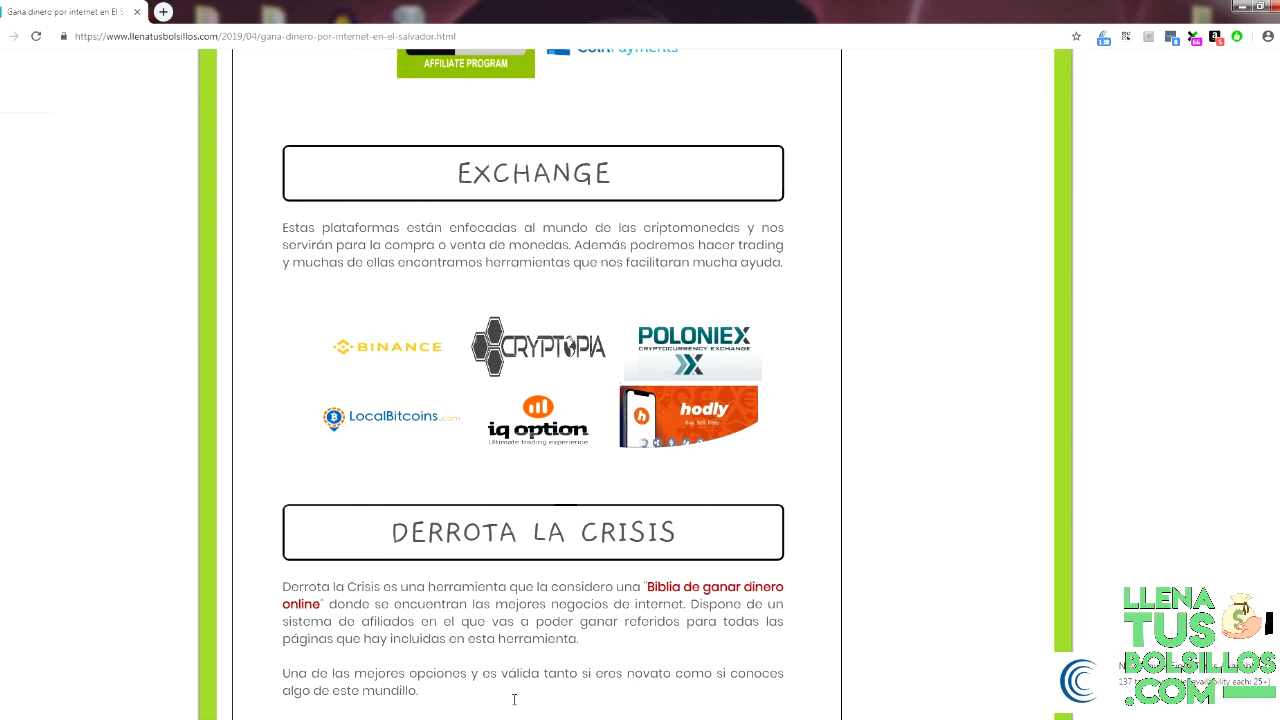 Gana dinero por internet en El S
https://www.llenatusbolsillos.com/2019/04/gana-dinero-por-internet-en-el-salvador.html
AFFILIATE PROGRAM
CoinPayments
EXCHANGE
Estas plataformas están enfocadas al mundo de las criptomonedas y nos
servirán para la compra o venta de monedas. Además podremos hacer trading
y muchas de ellas encontramos herramientas que nos facilitaran mucha ayuda.
BINANCE
CRYPTOPIA
POLONIEX
CRYPTOCURRENCY EXCHANGE
LocalBitcoins.com
iq option
Ultimate trading experience
hodly
Buy. Sell. Keep.
DERROTA LA CRISIS
Derrota la Crisis es una herramienta que la considero una "Biblia de ganar dinero
online" donde se encuentran las mejores negocios de internet. Dispone de un
sistema de afiliados en el que vas a poder ganar referidos para todas las
páginas que hay incluidas en esta herramienta.
Una de las mejores opciones y es válida tanto si eres novato como si conoces
algo de este mundillo.
LLENA
TUS
BOLSILLOS
.COM